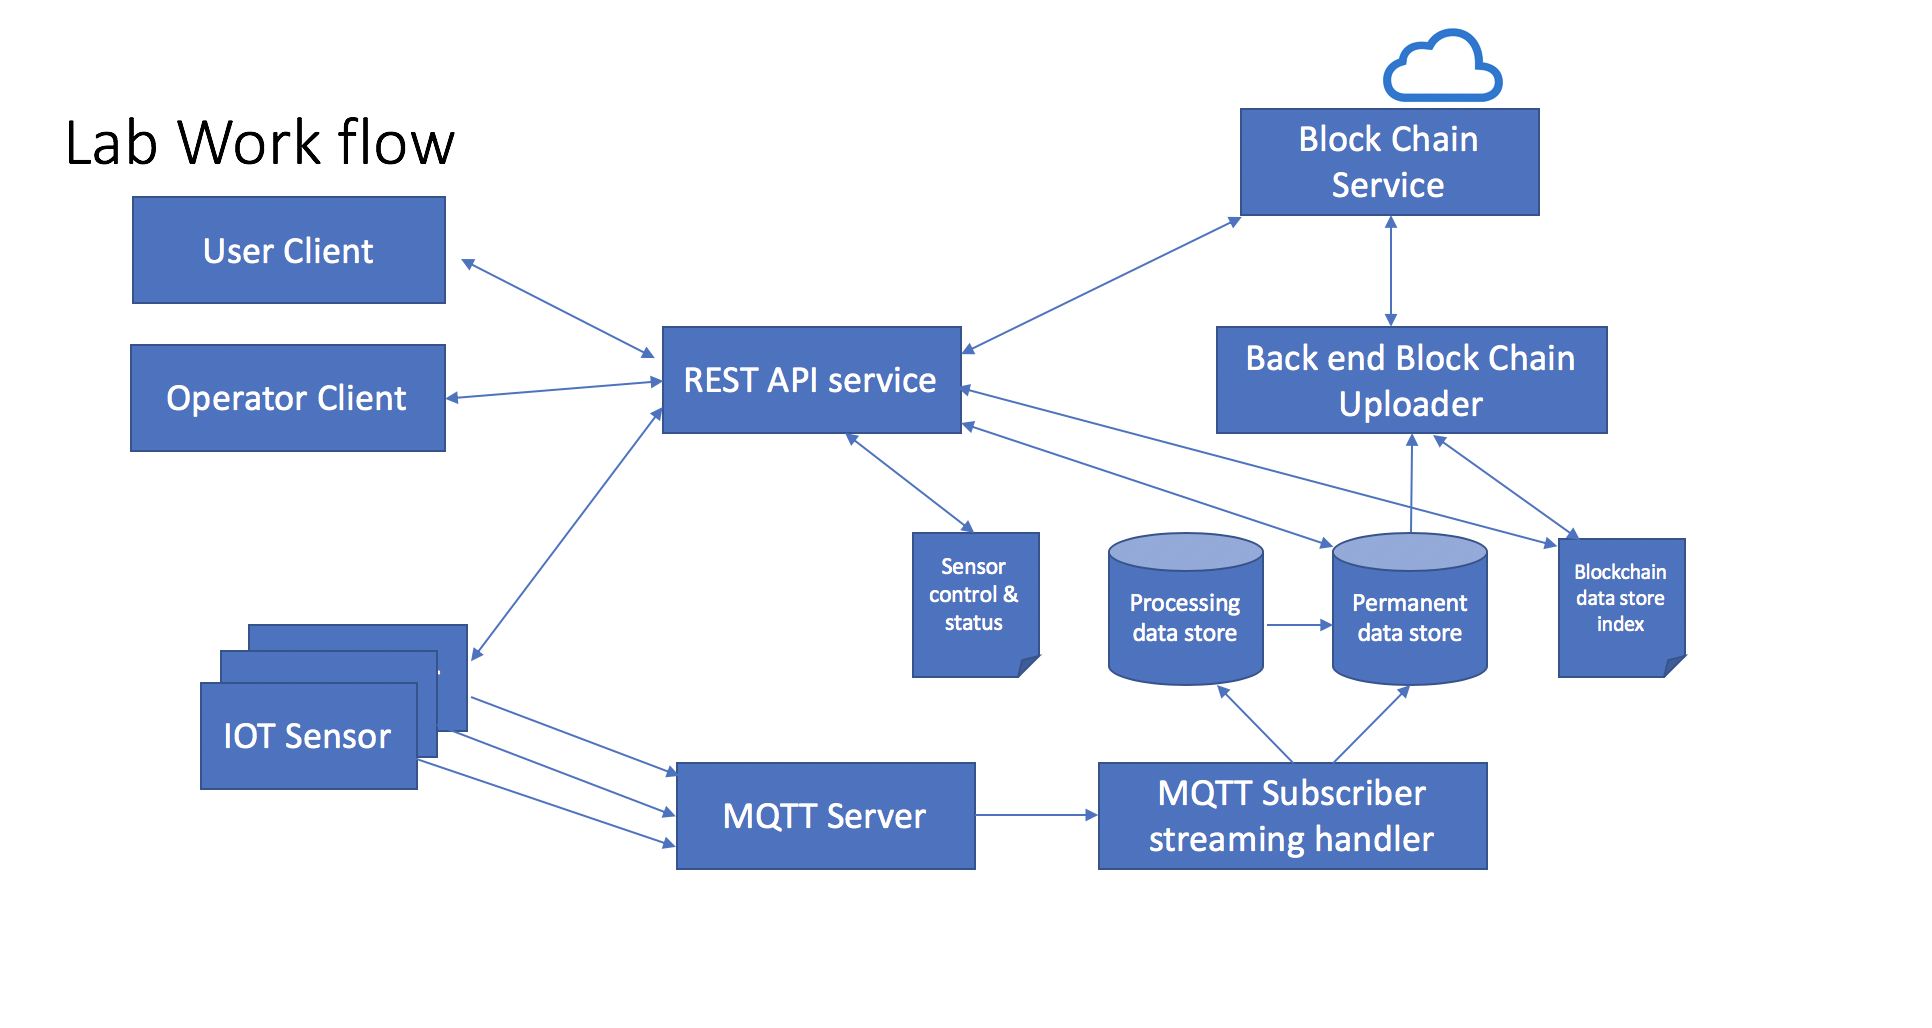 Lab Work flow
User Client
Operator Client
REST API service
Block Chain
Service
Back end Block Chain
Uploader
Sensor
control &
status
Processing
data store
Permanent
data store
Blockchain
data store
index
IOT Sensor
MQTT Server
MQTT Subscriber
streaming handler